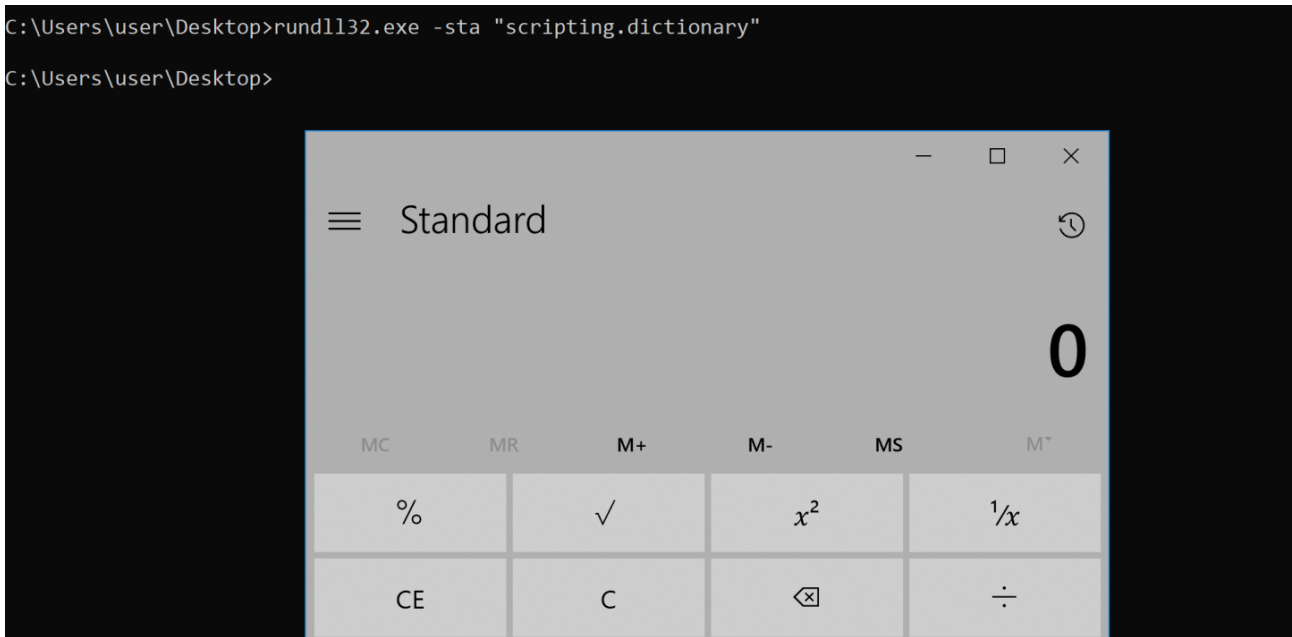 C:\Users\user\Desktop>rundll32.exe -sta "scripting.dictionary"
C:\Users\user\Desktop>
Standard
0
MC MR M+ M- MS M˅
% √ x² ¹/x
CE C ⌫ ÷